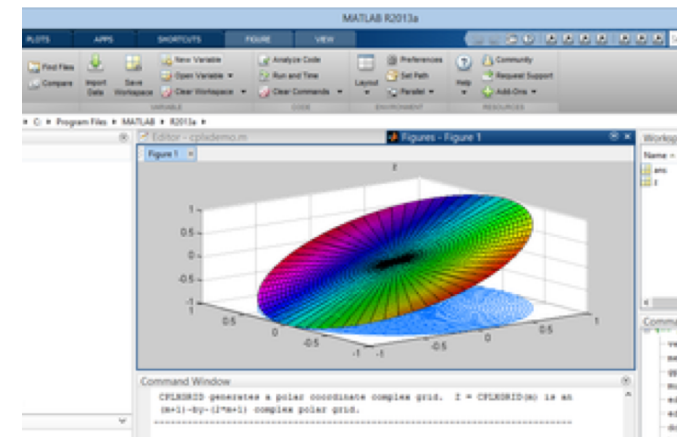 MATLAB R2013a
PLOTS APPS SHORTCUTS FIGURE VIEW
Find Files
Compare
Import Data
Save Workspace
New Variable
Open Variable
Clear Workspace
VARIABLE
Analyze Code
Run and Time
Clear Commands
CODE
Layout
Preferences
Set Path
Parallel
ENVIRONMENT
Help
Community
Request Support
Add-Ons
RESOURCES
C: Program Files MATLAB R2013a
Editor - cplxdemo.m
Figures - Figure 1
Figure 1
Name
ans
z
z
1
0.5
0
-0.5
-1
1
0.5
0
-0.5
-1
-1
-0.5
0
0.5
1
Command Window
CPLXGRID generates a polar coordinate complex grid. Z = CPLXGRID(m) is an
(m+1)-by-(2*m+1) complex polar grid.